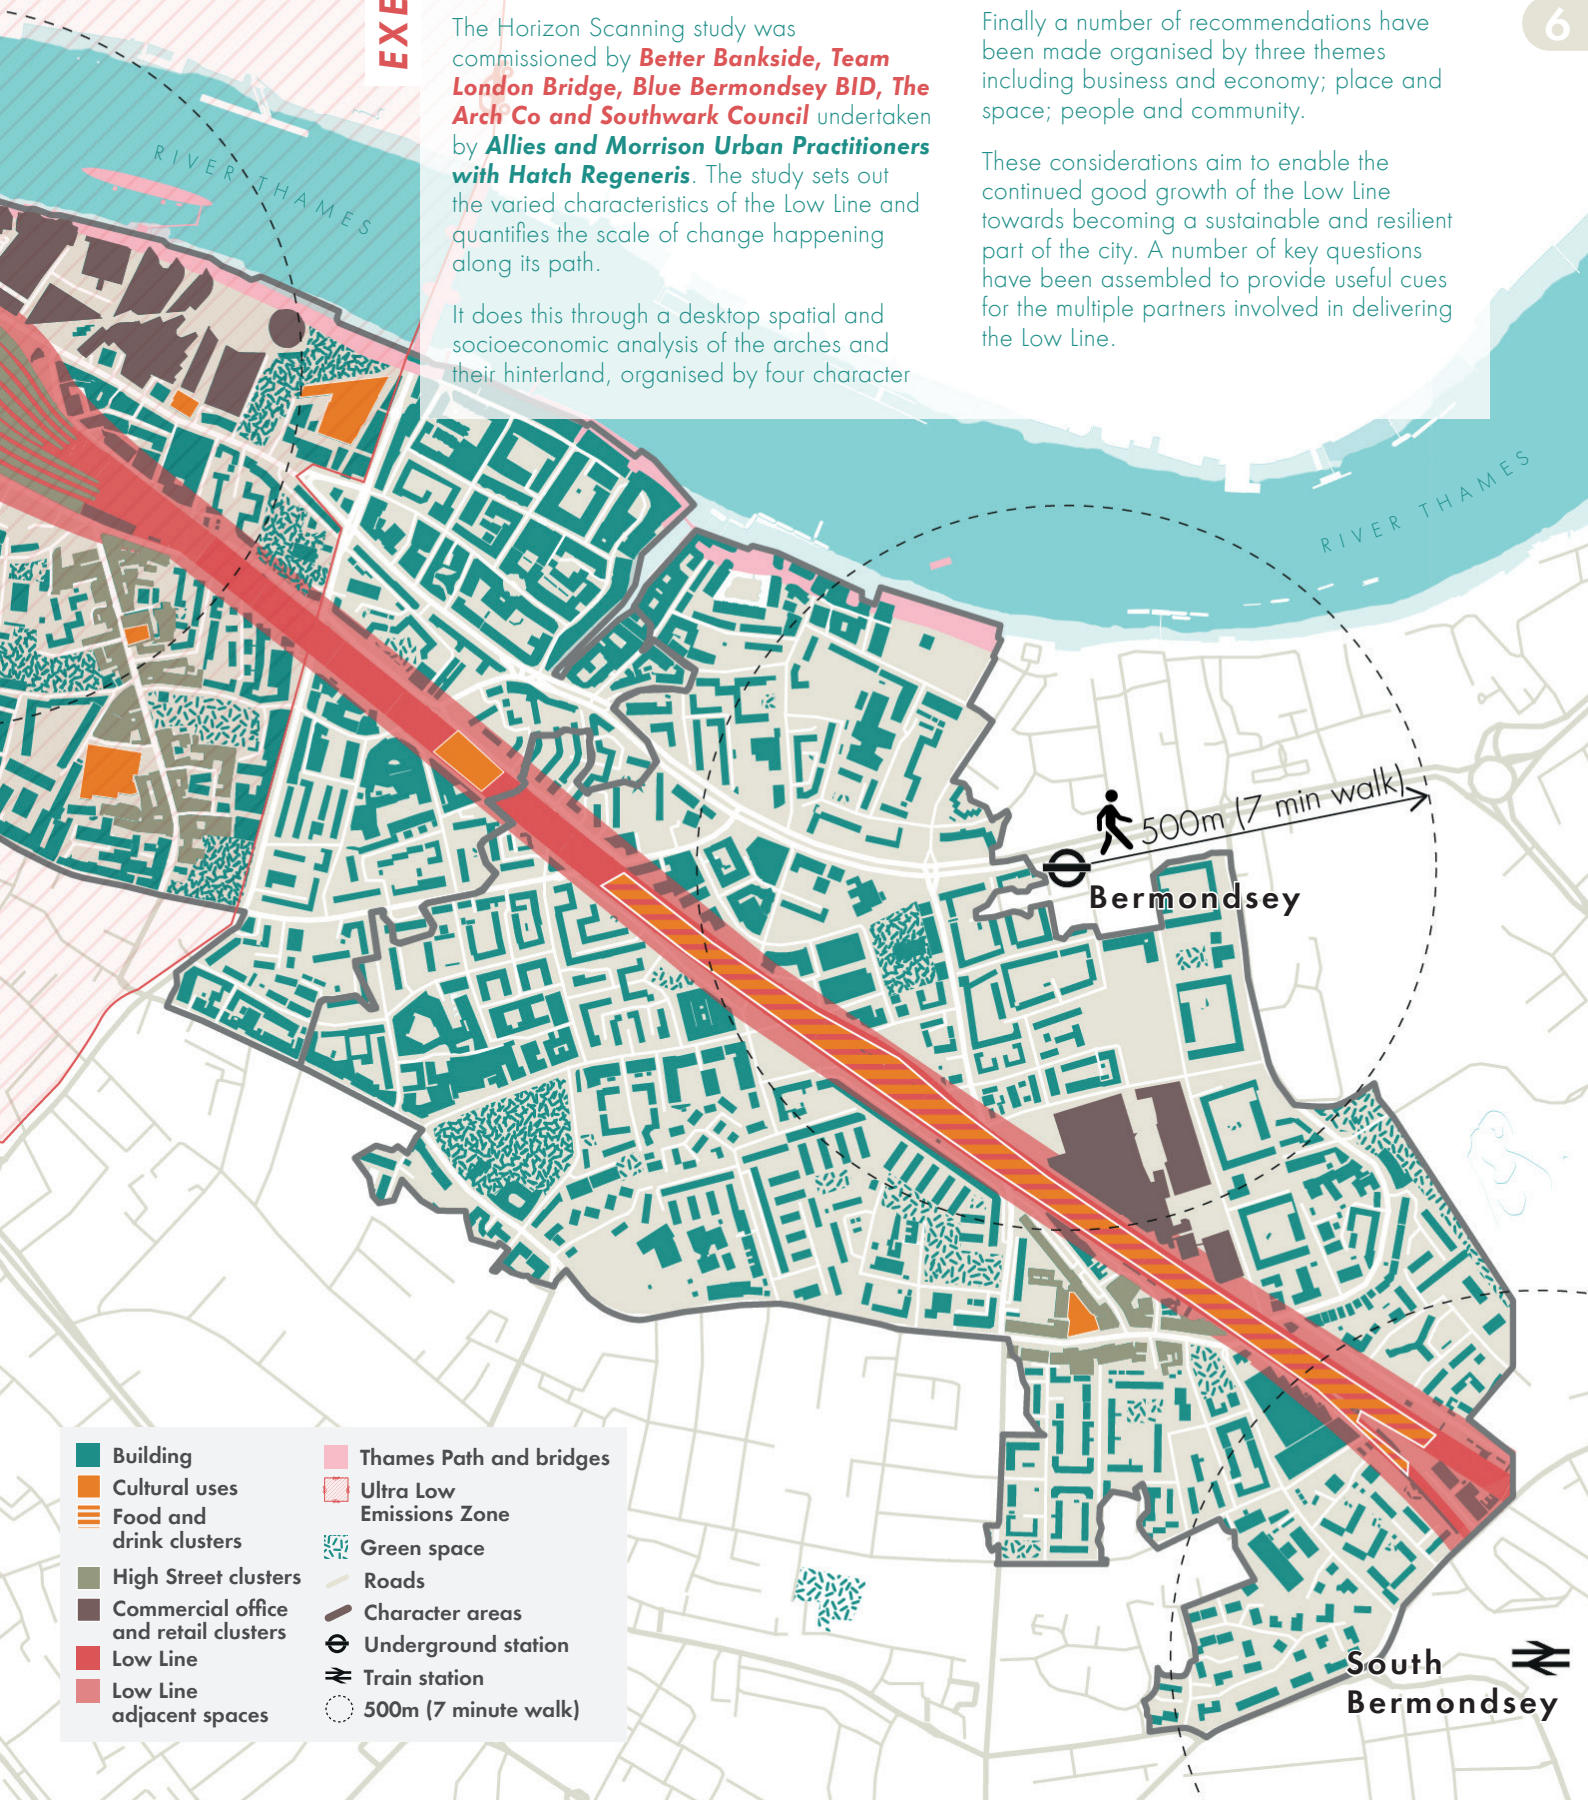 EXE
The Horizon Scanning study was
commissioned by Better Bankside, Team
London Bridge, Blue Bermondsey BID, The
Arch Co and Southwark Council undertaken
by Allies and Morrison Urban Practitioners
with Hatch Regeneris. The study sets out
the varied characteristics of the Low Line and
quantifies the scale of change happening
along its path.
It does this through a desktop spatial and
socioeconomic analysis of the arches and
their hinterland, organised by four character
Finally a number of recommendations have
been made organised by three themes
including business and economy; place and
space; people and community.
These considerations aim to enable the
continued good growth of the Low Line
towards becoming a sustainable and resilient
part of the city. A number of key questions
have been assembled to provide useful cues
for the multiple partners involved in delivering
the Low Line.
6
RIVER THAMES
RIVER THAMES
500m (7 min walk)
Bermondsey
South
Bermondsey
Building
Cultural uses
Food and
drink clusters
High Street clusters
Commercial office
and retail clusters
Low Line
Low Line
adjacent spaces
Thames Path and bridges
Ultra Low
Emissions Zone
Green space
Roads
Character areas
Underground station
Train station
500m (7 minute walk)